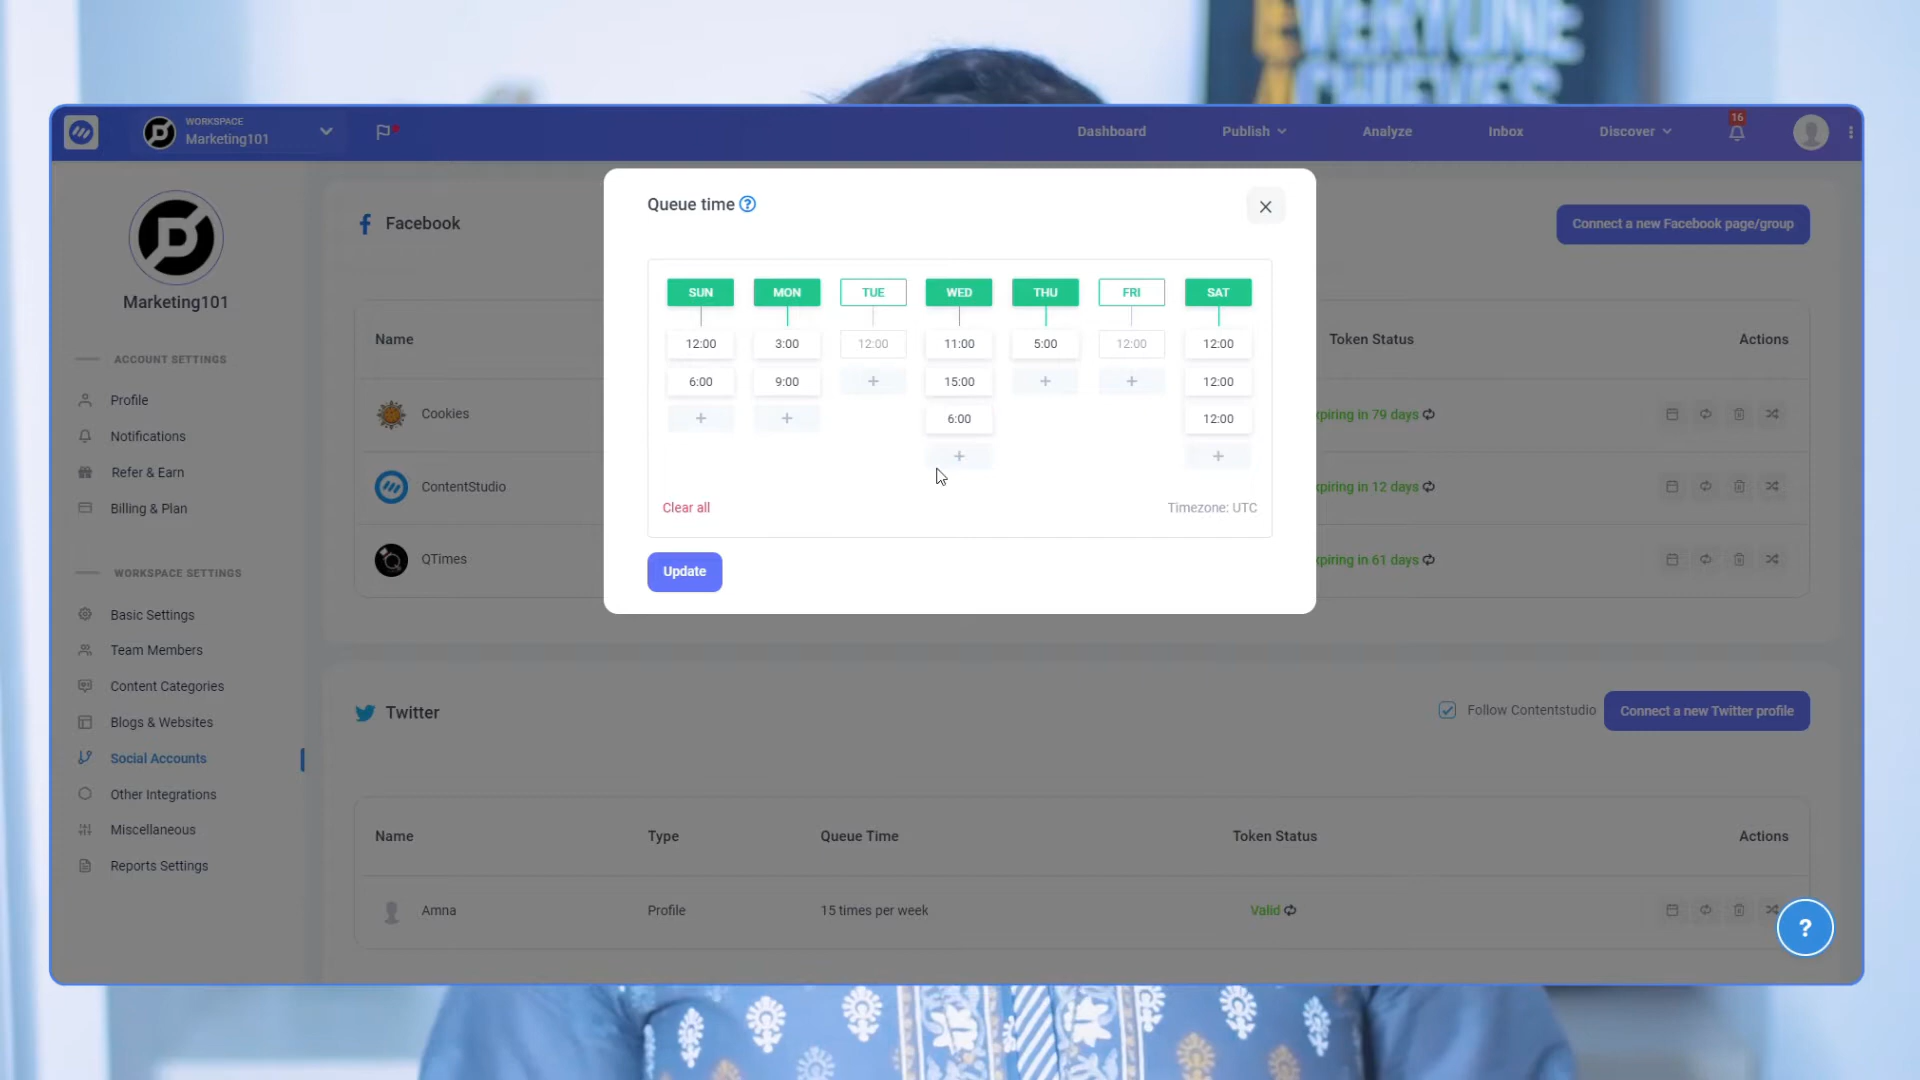 EVERYONE
ACHIEVES
WORKSPACE
Marketing101
Dashboard
Publish
Analyze
Inbox
Discover
16
Marketing101
ACCOUNT SETTINGS
Profile
Notifications
Refer & Earn
Billing & Plan
WORKSPACE SETTINGS
Basic Settings
Team Members
Content Categories
Blogs & Websites
Social Accounts
Other Integrations
Miscellaneous
Reports Settings
Facebook
Connect a new Facebook page/group
Name
Token Status
Actions
Cookies
piring in 79 days
ContentStudio
piring in 12 days
QTimes
piring in 61 days
Queue time ?
SUN MON TUE WED THU FRI SAT
12:00 3:00 12:00 11:00 5:00 12:00 12:00
6:00 9:00 + 15:00 + + 12:00
+ + 6:00 12:00
+ +
Clear all
Timezone: UTC
Update
Twitter
Follow Contentstudio
Connect a new Twitter profile
Name Type Queue Time Token Status Actions
Amna Profile 15 times per week Valid
?